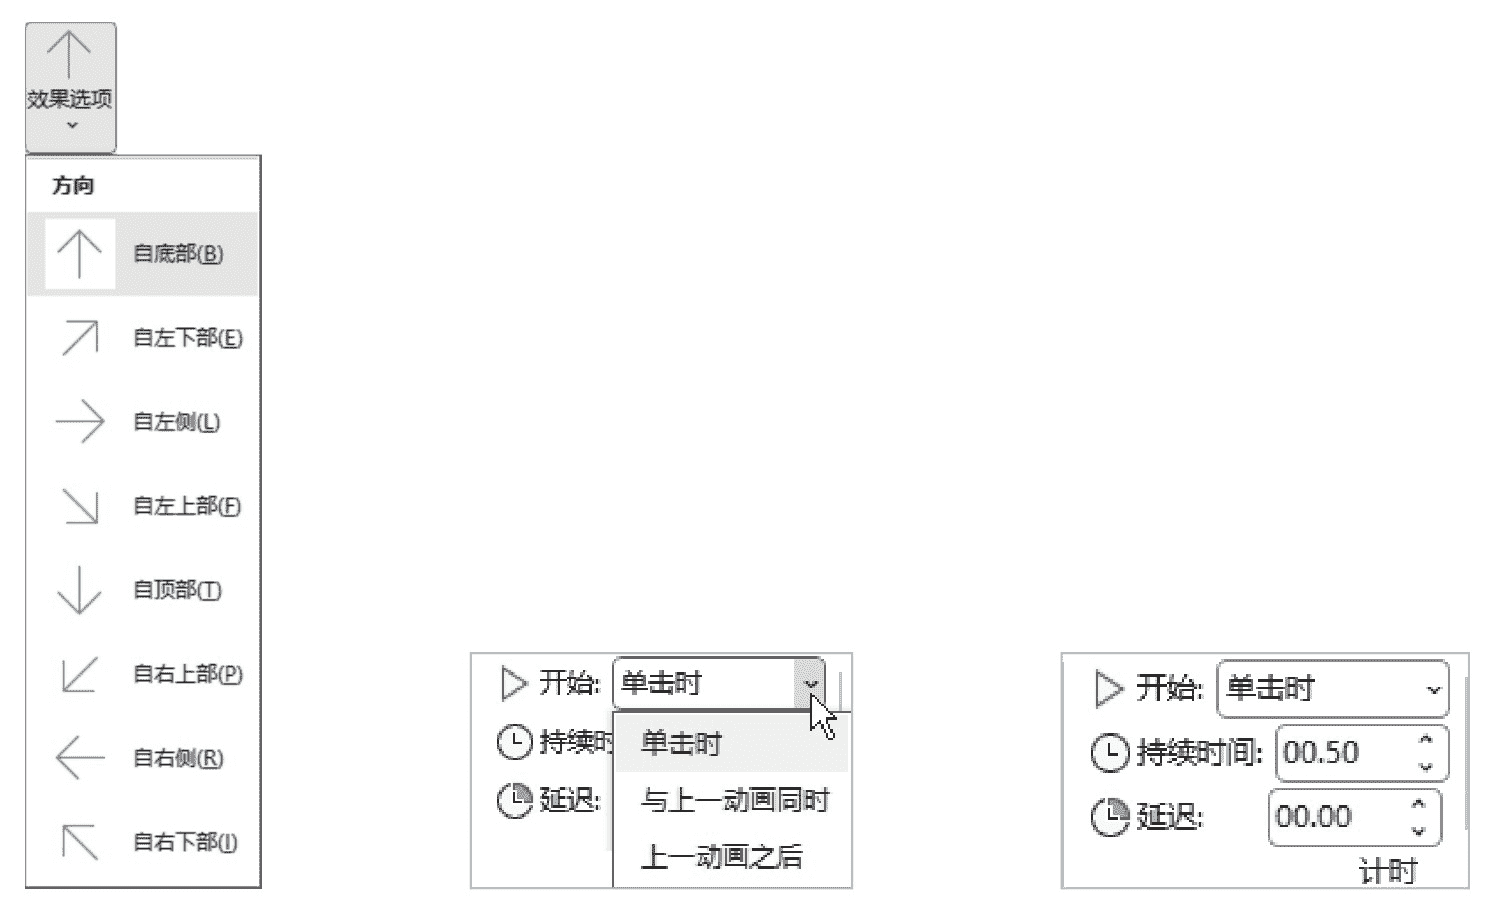 效果选项
方向
自底部(B)
自左下部(E)
自左侧(L)
自左上部(F)
自顶部(T)
自右上部(P)
自右侧(R)
自右下部(I)
开始: 单击时
持续时
延迟:
单击时
与上一动画同时
上一动画之后
开始: 单击时
持续时间: 00.50
延迟: 00.00
计时